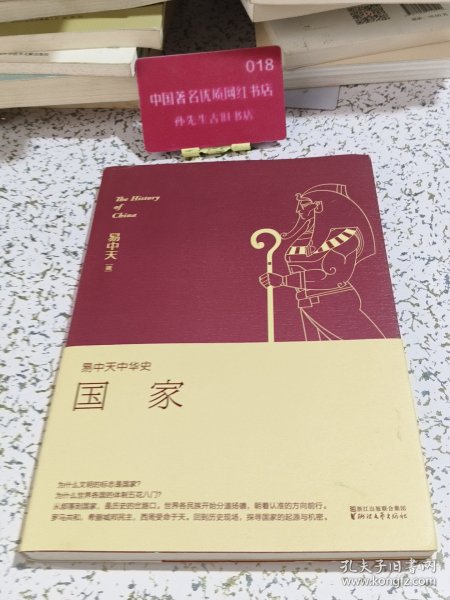 018
中国著名优质网红书店
孙先生古旧书店
The History
of
China
易中天 著
易中天中华史
国家
为什么文明的标志是国家？
为什么世界各国的体制五花八门？
从部落到国家，是历史的岔路口。世界各民族开始分道扬镳，朝着认准的方向前行。
罗马共和，希腊城邦民主，西周受命于天。回到历史现场，探寻国家的起源与机密。
浙江出版联合集团
浙江文艺出版社
孔夫子旧书网
www.kongfz.com